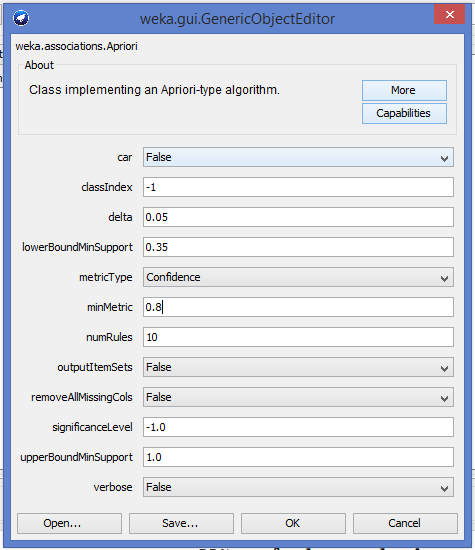 weka.gui.GenericObjectEditor
weka.associations.Apriori
About
Class implementing an Apriori-type algorithm.
More
Capabilities
car False
classIndex -1
delta 0.05
lowerBoundMinSupport 0.35
metricType Confidence
minMetric 0.8
numRules 10
outputItemSets False
removeAllMissingCols False
significanceLevel -1.0
upperBoundMinSupport 1.0
verbose False
Open... Save... OK Cancel